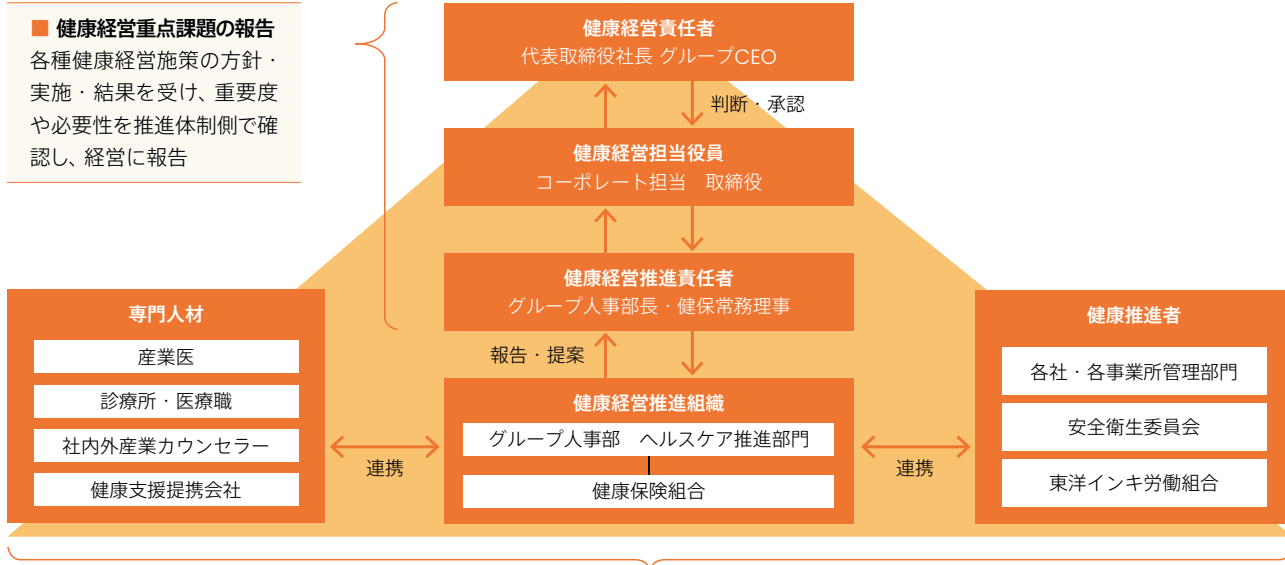 ■ 健康経営重点課題の報告
各種健康経営施策の方針・
実施・結果を受け、重要度
や必要性を推進体制側で確
認し、経営に報告
健康経営責任者
代表取締役社長 グループCEO
判断・承認
健康経営担当役員
コーポレート担当　取締役
健康経営推進責任者
グループ人事部長・健保常務理事
報告・提案
専門人材
産業医
診療所・医療職
社内外産業カウンセラー
健康支援提携会社
連携
健康経営推進組織
グループ人事部　ヘルスケア推進部門
健康保険組合
連携
健康推進者
各社・各事業所管理部門
安全衛生委員会
東洋インキ労働組合